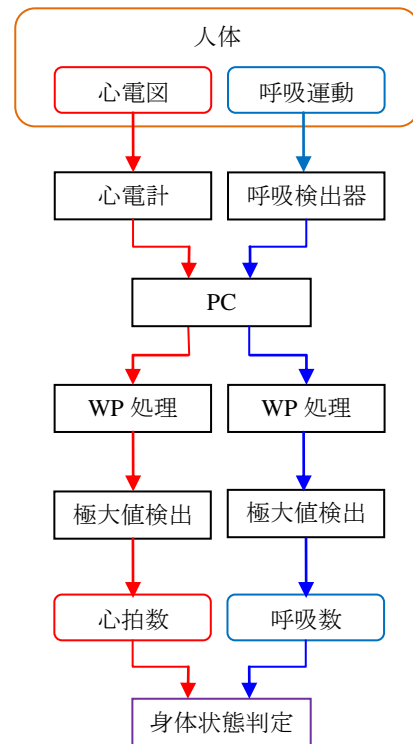 人体
心電図
呼吸運動
心電計
呼吸検出器
PC
WP 処理
WP 処理
極大値検出
極大値検出
心拍数
呼吸数
身体状態判定